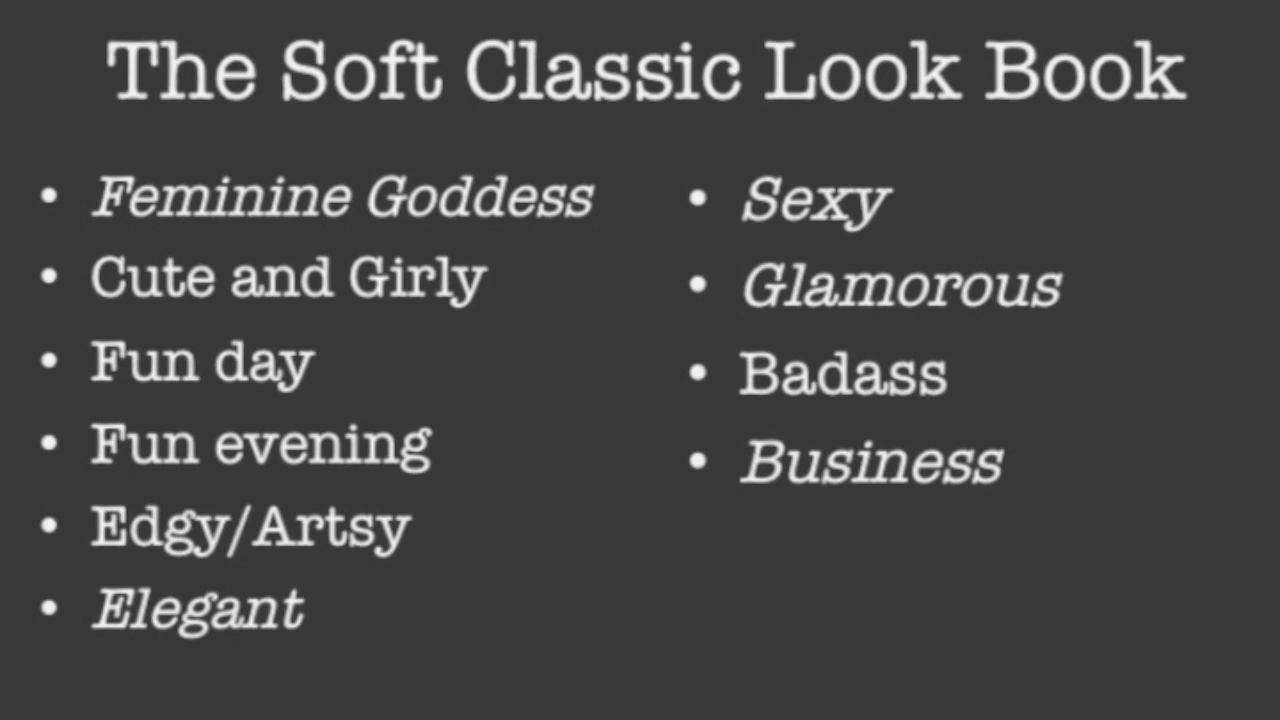 The Soft Classic Look Book
• Feminine Goddess
• Cute and Girly
• Fun day
• Fun evening
• Edgy/Artsy
• Elegant
• Sexy
• Glamorous
• Badass
• Business